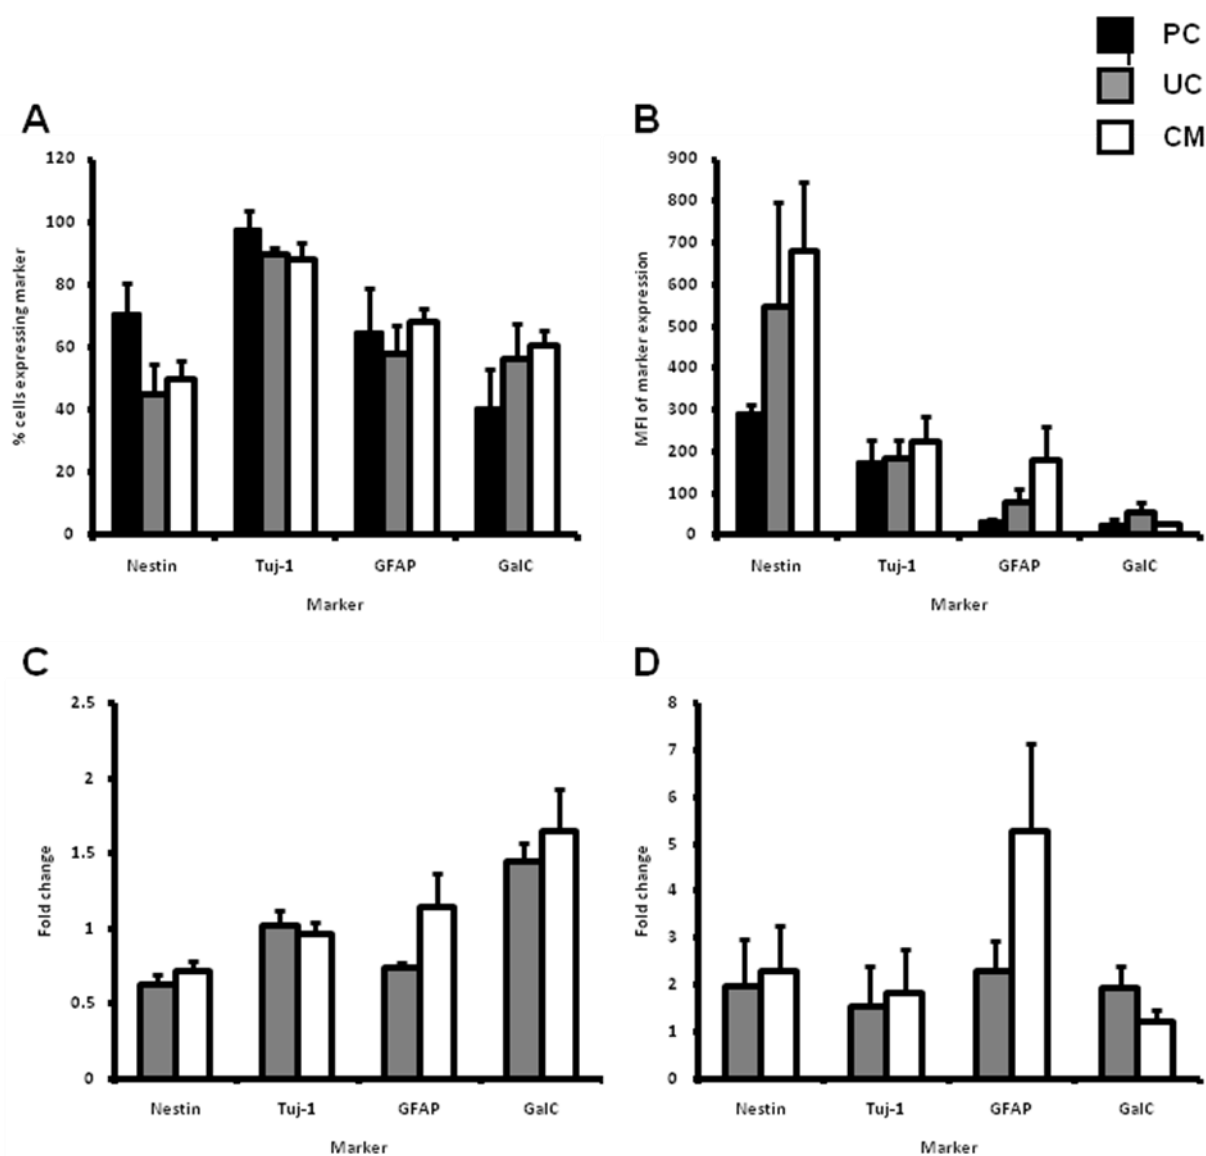 PC
UC
CM
A
120
100
80
60
40
20
0
% cells expressing marker
Nestin Tuj-1 GFAP GalC
Marker
B
900
800
700
600
500
400
300
200
100
0
MFI of marker expression
Nestin Tuj-1 GFAP GalC
Marker
C
2.5
2
1.5
1
0.5
0
Fold change
Nestin Tuj-1 GFAP GalC
Marker
D
8
7
6
5
4
3
2
1
0
Fold change
Nestin Tuj-1 GFAP GalC
Marker